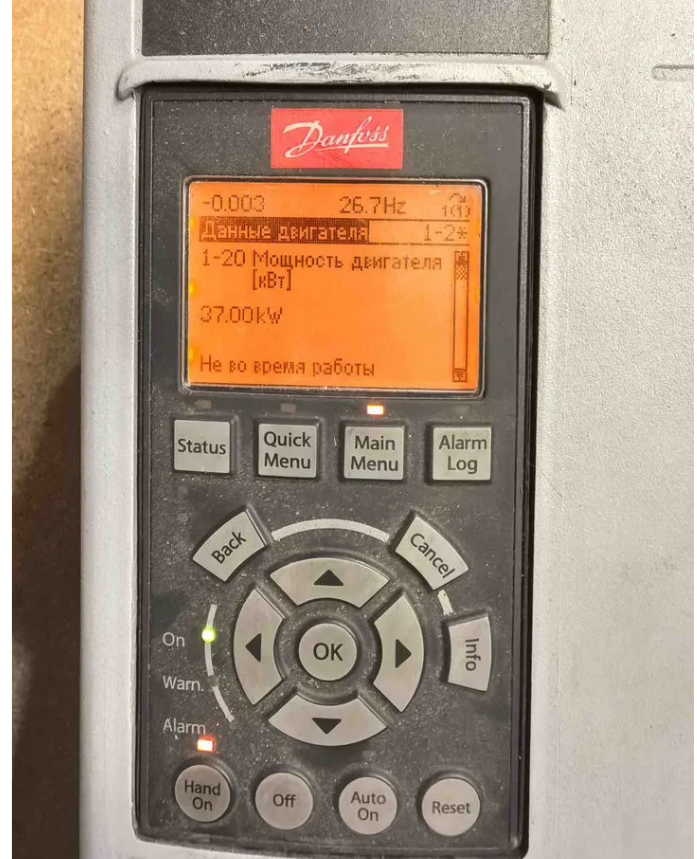 Danfoss
-0.003 26.7Hz 1(1)
Данные двигателя 1-2*
1-20 Мощность двигателя
[кВт]
37.00kW
Не во время работы
Status
Quick
Menu
Main
Menu
Alarm
Log
Back
Cancel
Info
OK
On
Warn.
Alarm
Hand
On
Off
Auto
On
Reset